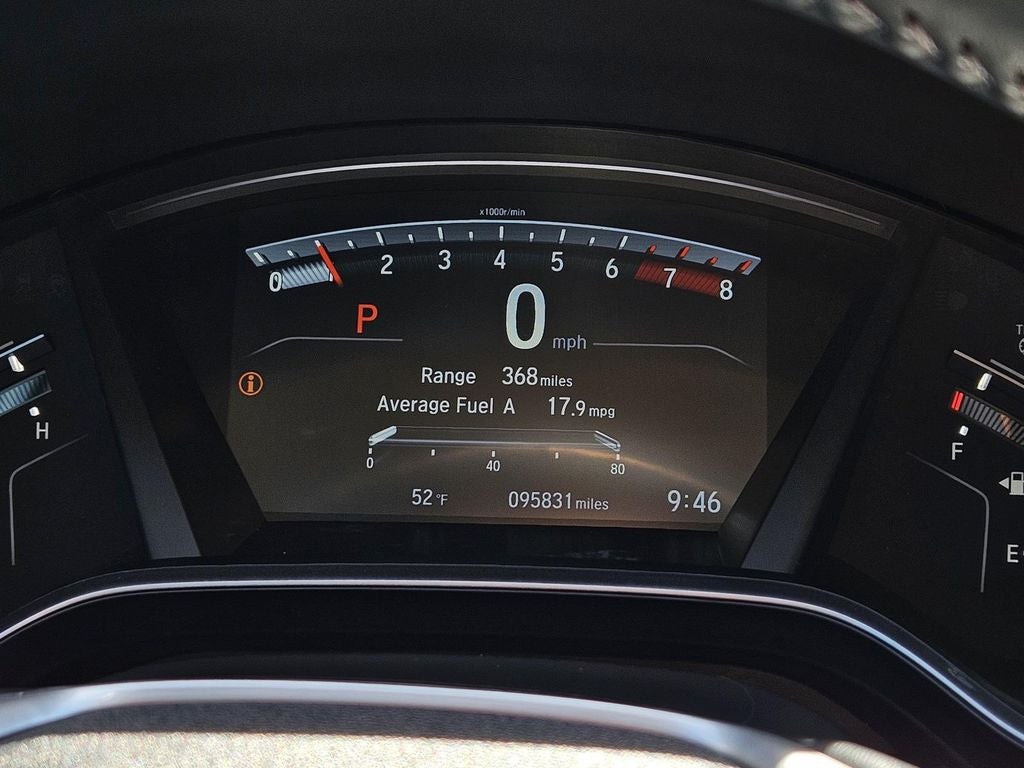 x1000r/min
0 1 2 3 4 5 6 7 8
P
0 mph
Range 368 miles
Average Fuel A 17.9 mpg
0 40 80
52 °F 095831 miles 9:46
H
F
E